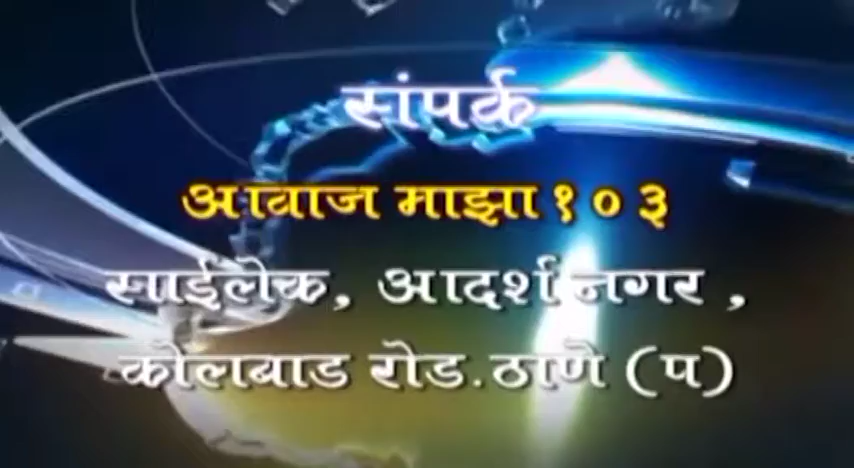 संपर्क
आवाज माझा १०३
साईलेक, आदर्श नगर ,
कोलबाड रोड.ठाणे (प)